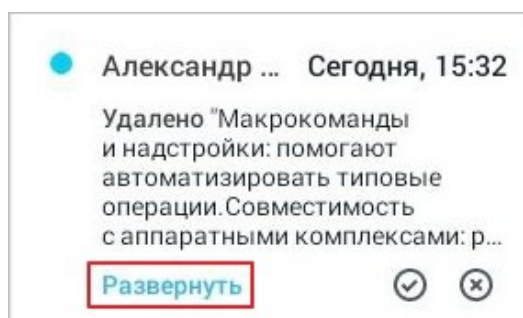 Александр ... Сегодня, 15:32
Удалено "Макрокоманды
и надстройки: помогают
автоматизировать типовые
операции.Совместимость
с аппаратными комплексами: р...
Развернуть